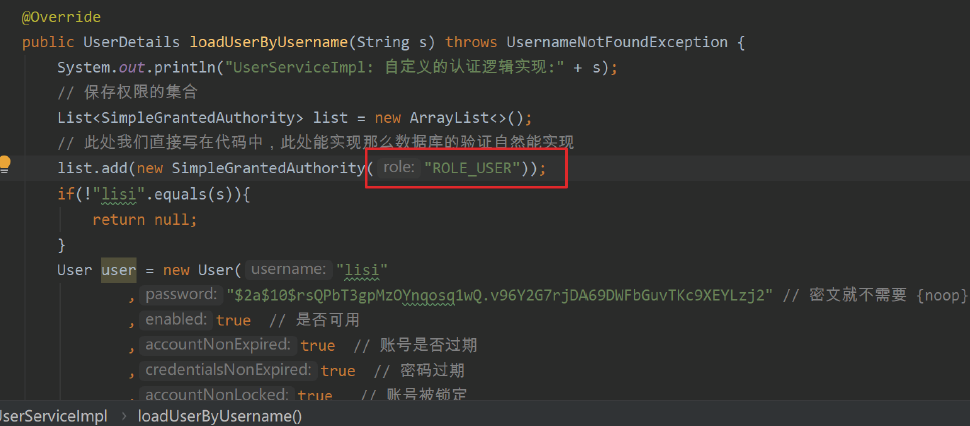 @Override
public UserDetails loadUserByUsername(String s) throws UsernameNotFoundException {
System.out.println("UserServiceImpl: 自定义的认证逻辑实现:" + s);
// 保存权限的集合
List<SimpleGrantedAuthority> list = new ArrayList<>();
// 此处我们直接写在代码中，此处能实现那么数据库的验证自然能实现
list.add(new SimpleGrantedAuthority( role: "ROLE_USER"));
if(!"lisi".equals(s)){
return null;
}
User user = new User( username: "lisi"
, password: "$2a$10$rsQPbT3gpMzOYnqosq1wQ.v96Y2G7rjDA69DWFbGuvTKc9XEYLzj2" // 密文就不需要 {noop}
, enabled: true // 是否可用
, accountNonExpired: true // 账号是否过期
, credentialsNonExpired: true // 密码过期
, accountNonLocked: true // 账号被锁定
UserServiceImpl › loadUserByUsername()